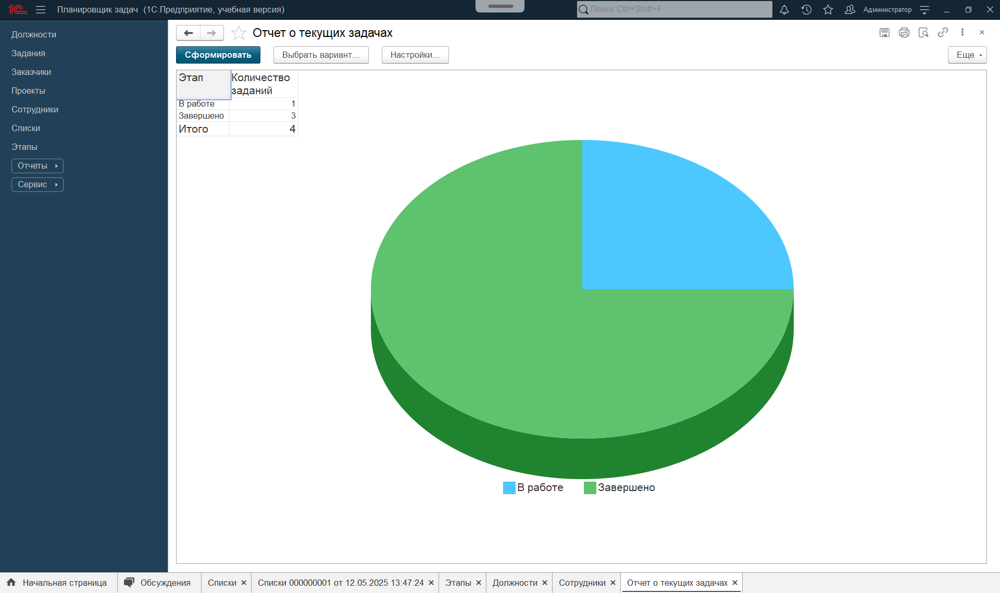 1С
Планировщик задач (1С:Предприятие, учебная версия)
Поиск Ctrl+Shift+F
Администратор
Должности
Задания
Заказчики
Проекты
Сотрудники
Списки
Этапы
Отчеты
Сервис
Отчет о текущих задачах
Сформировать
Выбрать вариант...
Настройки...
Еще
Этап Количество заданий
В работе 1
Завершено 3
Итого 4
В работе Завершено
Начальная страница Обсуждения Списки Списки 000000001 от 12.05.2025 13:47:24 Этапы Должности Сотрудники Отчет о текущих задачах